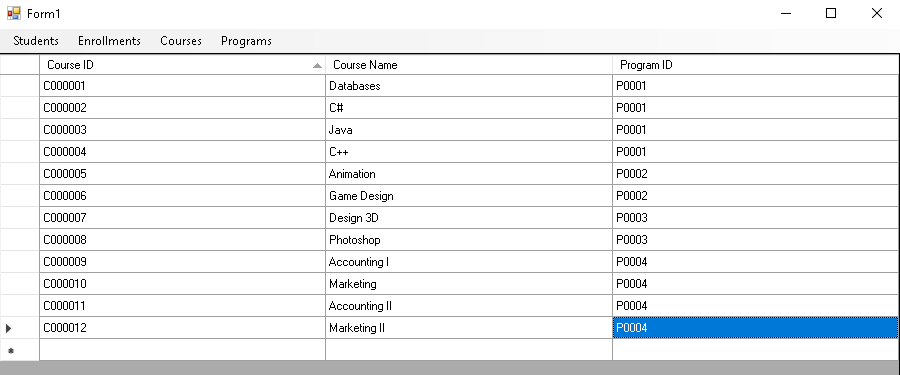 Form1
Students Enrollments Courses Programs
Course ID Course Name Program ID
C000001 Databases P0001
C000002 C# P0001
C000003 Java P0001
C000004 C++ P0001
C000005 Animation P0002
C000006 Game Design P0002
C000007 Design 3D P0003
C000008 Photoshop P0003
C000009 Accounting I P0004
C000010 Marketing P0004
C000011 Accounting II P0004
C000012 Marketing II P0004